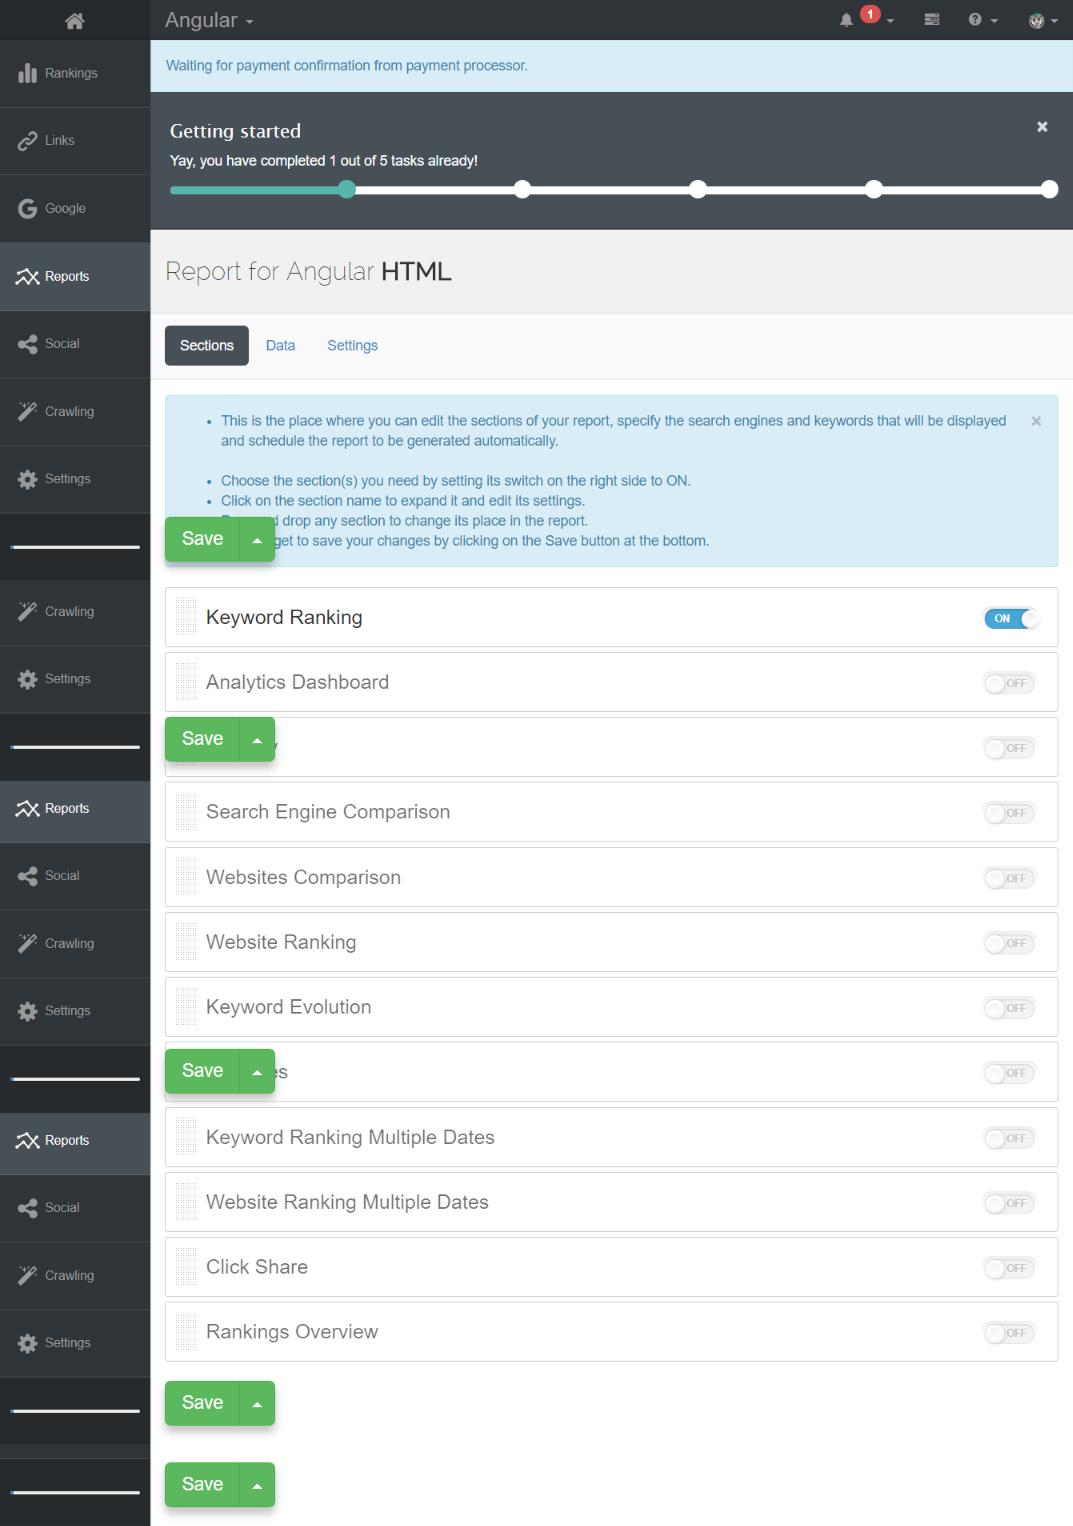 Angular
1
Rankings
Links
Google
Reports
Social
Crawling
Settings
Crawling
Settings
Reports
Social
Crawling
Settings
Reports
Social
Crawling
Settings
Waiting for payment confirmation from payment processor.
Getting started
Yay, you have completed 1 out of 5 tasks already!
Report for Angular HTML
Sections Data Settings
This is the place where you can edit the sections of your report, specify the search engines and keywords that will be displayed
and schedule the report to be generated automatically.
Choose the section(s) you need by setting its switch on the right side to ON.
Click on the section name to expand it and edit its settings.
drop any section to change its place in the report.
Save
get to save your changes by clicking on the Save button at the bottom.
Keyword Ranking ON
Analytics Dashboard OFF
Save OFF
Search Engine Comparison OFF
Websites Comparison OFF
Website Ranking OFF
Keyword Evolution OFF
Save OFF
Keyword Ranking Multiple Dates OFF
Website Ranking Multiple Dates OFF
Click Share OFF
Rankings Overview OFF
Save
Save